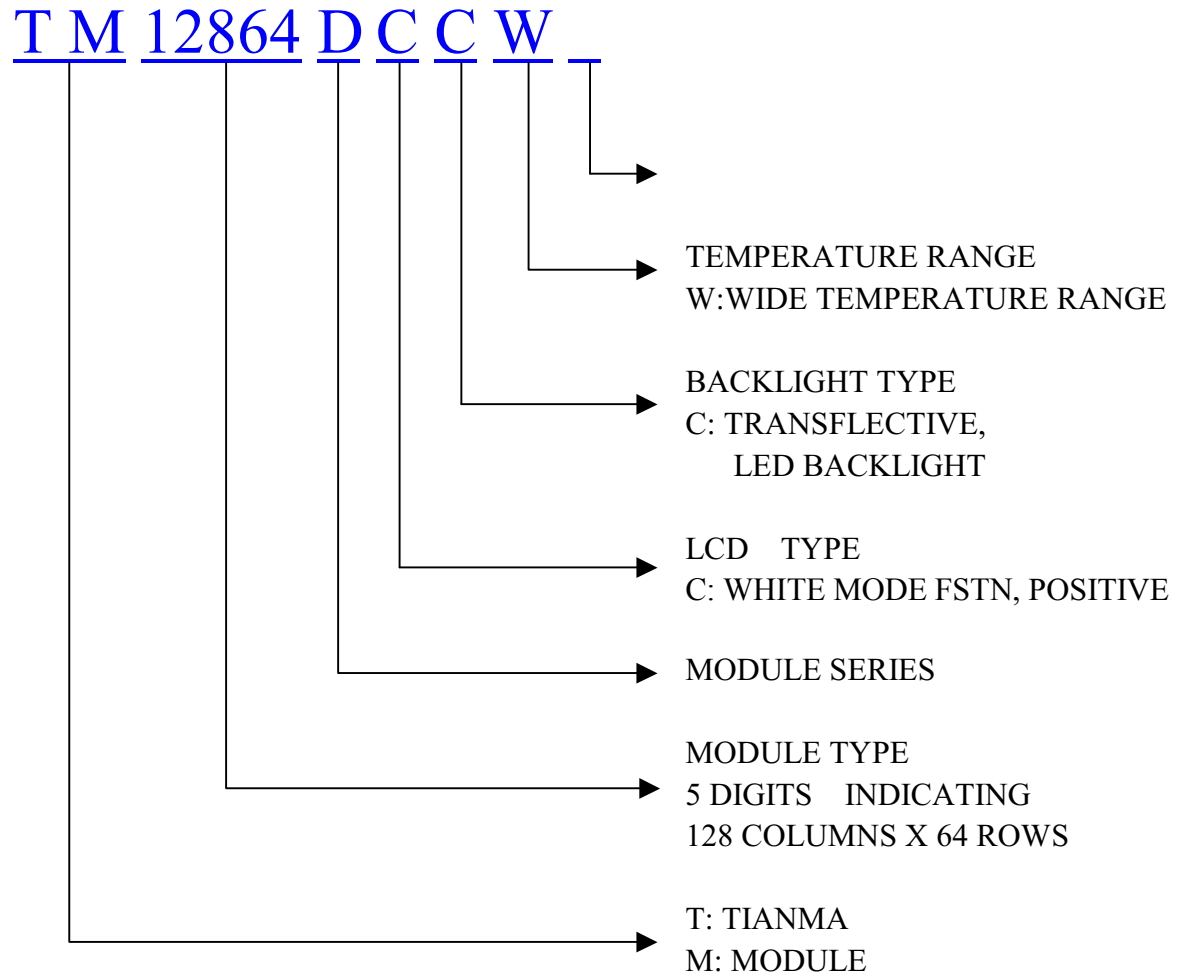 T M 12864 D C C W
TEMPERATURE RANGE
W:WIDE TEMPERATURE RANGE
BACKLIGHT TYPE
C: TRANSFLECTIVE,
LED BACKLIGHT
LCD TYPE
C: WHITE MODE FSTN, POSITIVE
MODULE SERIES
MODULE TYPE
5 DIGITS INDICATING
128 COLUMNS X 64 ROWS
T: TIANMA
M: MODULE